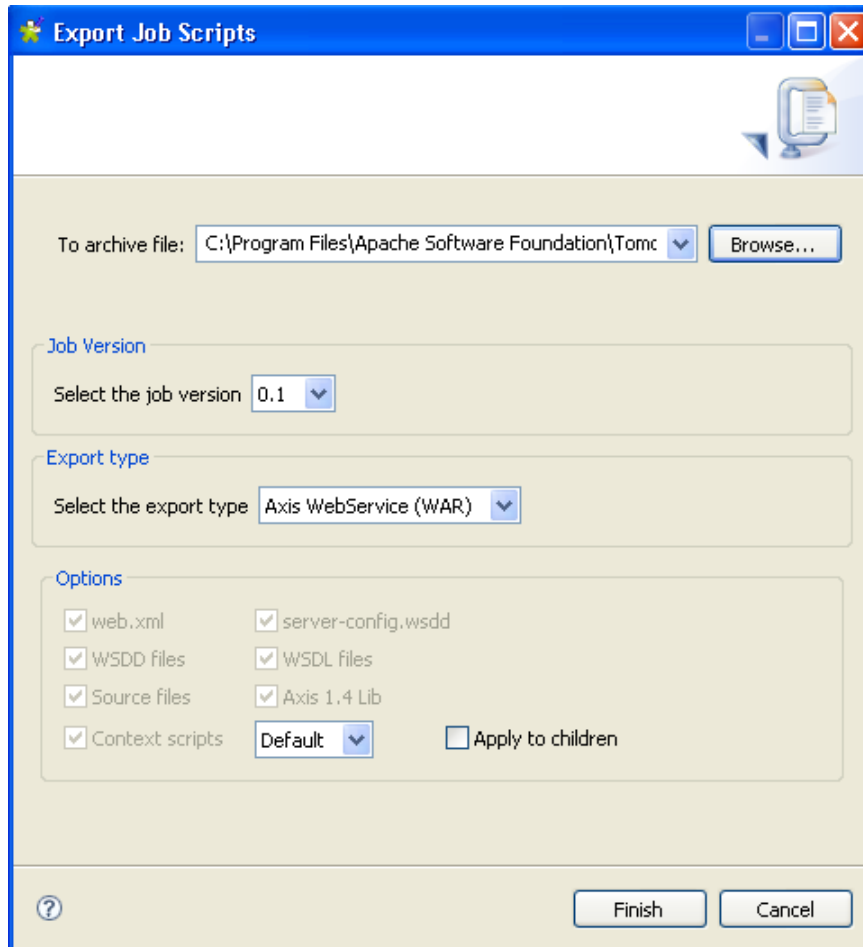 Export Job Scripts
To archive file: C:\Program Files\Apache Software Foundation\Tomc Browse...
Job Version
Select the job version 0.1
Export type
Select the export type Axis WebService (WAR)
Options
web.xml server-config.wsdd
WSDD files WSDL files
Source files Axis 1.4 Lib
Context scripts Default Apply to children
? Finish Cancel